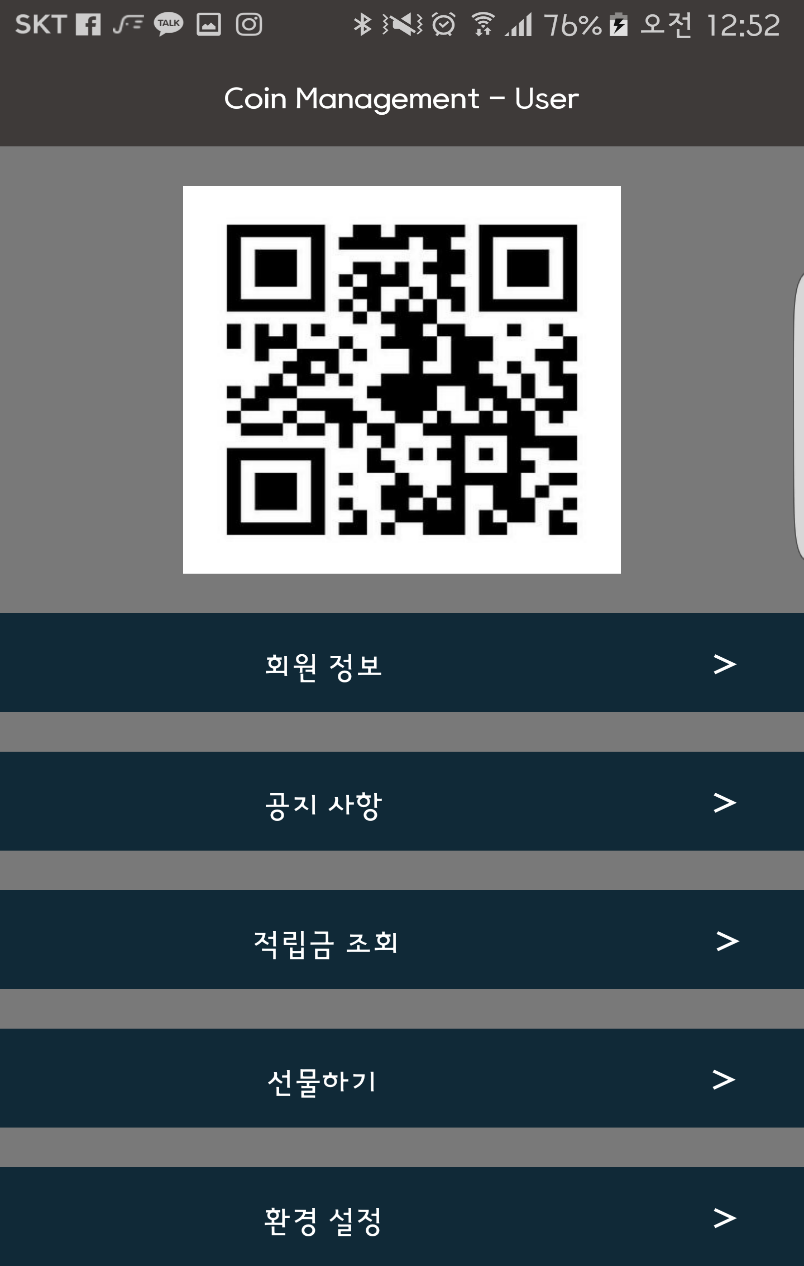 SKT TALK 76% 오전 12:52
Coin Management - User
회원 정보 >
공지 사항 >
적립금 조회 >
선물하기 >
환경 설정 >